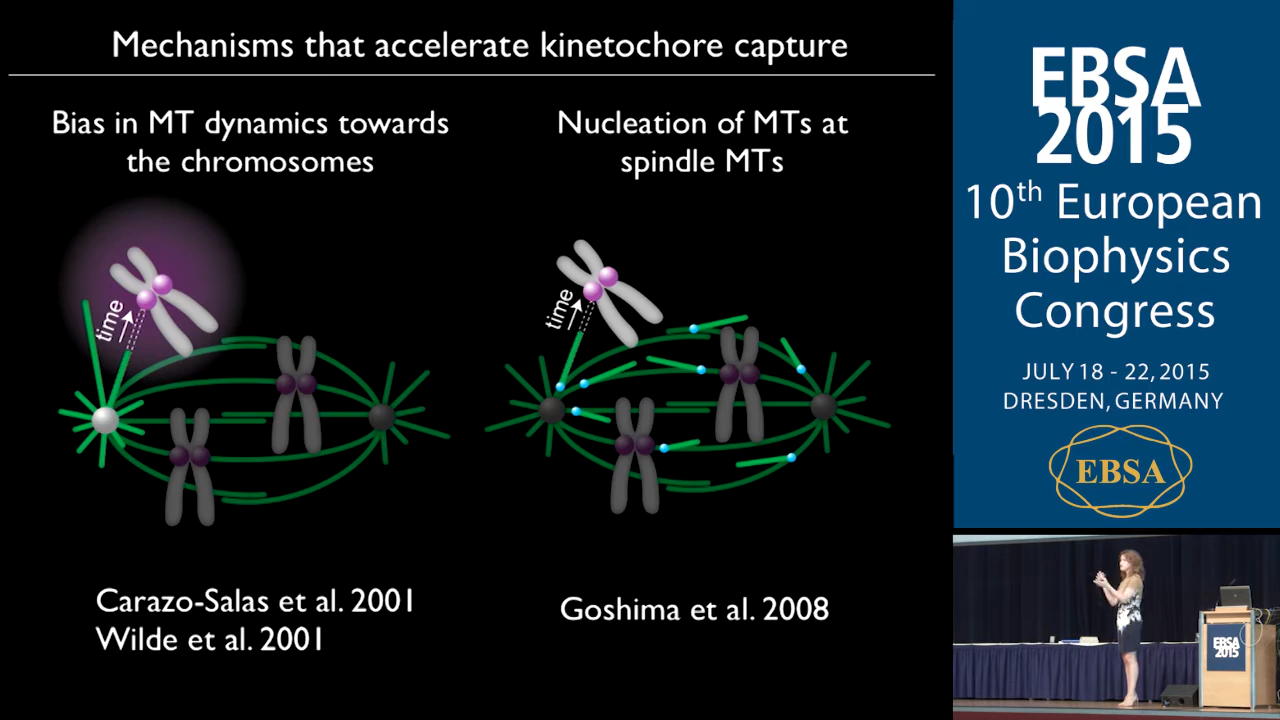 Mechanisms that accelerate kinetochore capture
Bias in MT dynamics towards
the chromosomes
time
Carazo-Salas et al. 2001
Wilde et al. 2001
Nucleation of MTs at
spindle MTs
time
Goshima et al. 2008
EBSA
2015
10th European
Biophysics
Congress
JULY 18 - 22, 2015
DRESDEN, GERMANY
EBSA
EBSA
2015